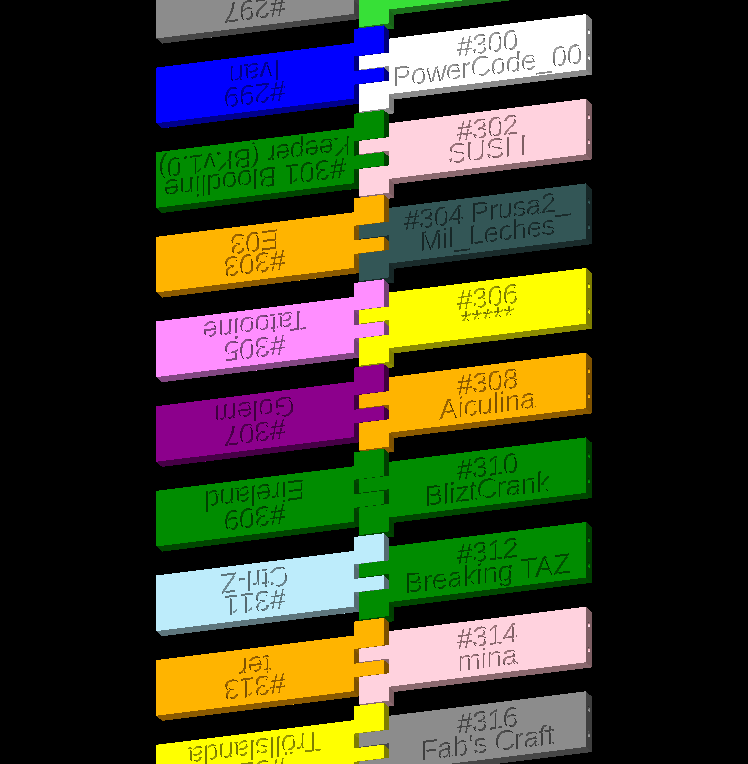 #297
#299
Ivan
#300
PowerCode_00
#301 Bloodline
Keeper (BK.v1.0)
#302
SUSH I
#303
E03
#304 Prusa2_
Mil_Leches_
#305
Tatooine
#306
*****
#307
Golem
#308
Aiculina
#309
Eireland
#310
BliztCrank
#311
Ctrl-Z
#312
Breaking TAZ
#313
ter
#314
mina
Tröllslanda
#316
Fab's Craft